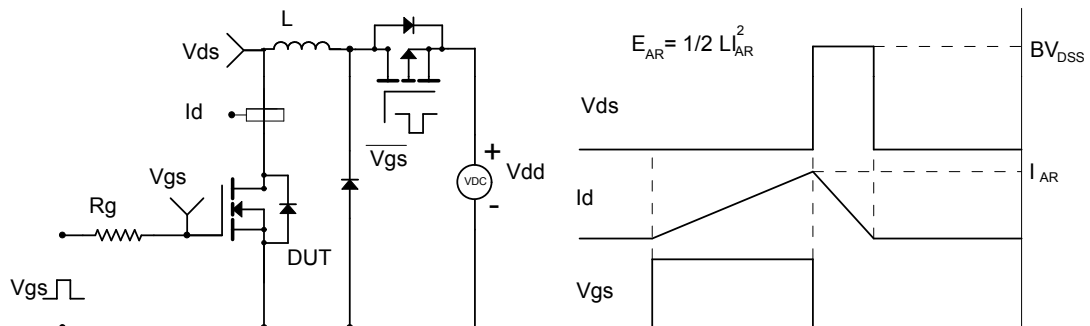 L
Vds
Id
Vgs
Rg
DUT
Vgs
Vgs
+
VDC
Vdd
-
E_AR = 1/2 LI_AR^2
BV_DSS
Vds
I_AR
Id
Vgs